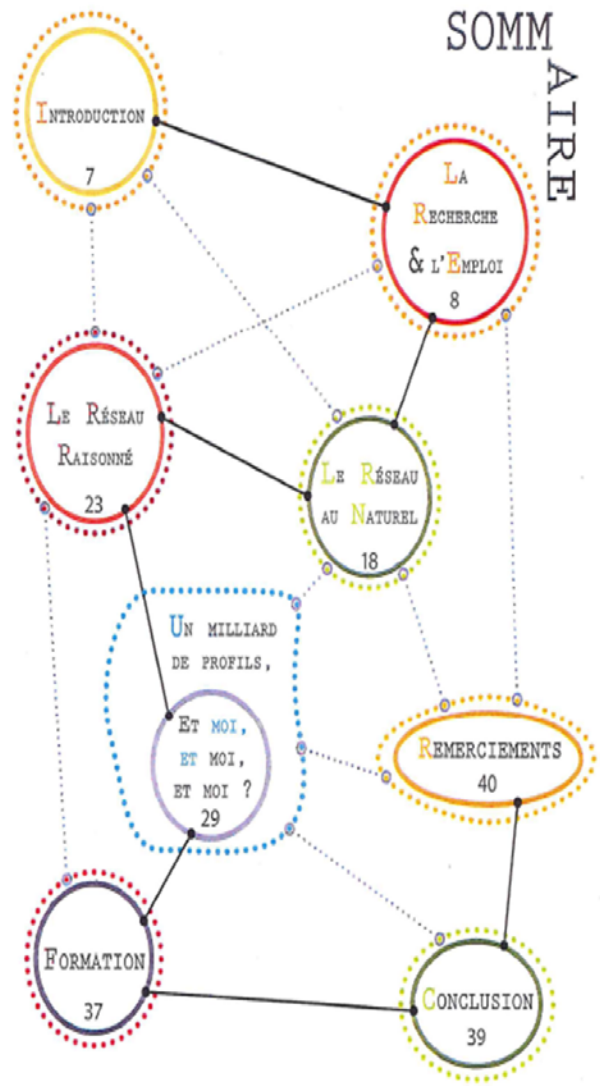 SOMM
AIRE
INTRODUCTION
7
LA
RECHERCHE
& L'EMPLOI
8
LE RÉSEAU
AU NATUREL
18
LE RÉSEAU
RAISONNÉ
23
UN MILLIARD
DE PROFILS,
ET MOI,
ET MOI,
ET MOI ?
29
FORMATION
37
CONCLUSION
39
REMERCIEMENTS
40